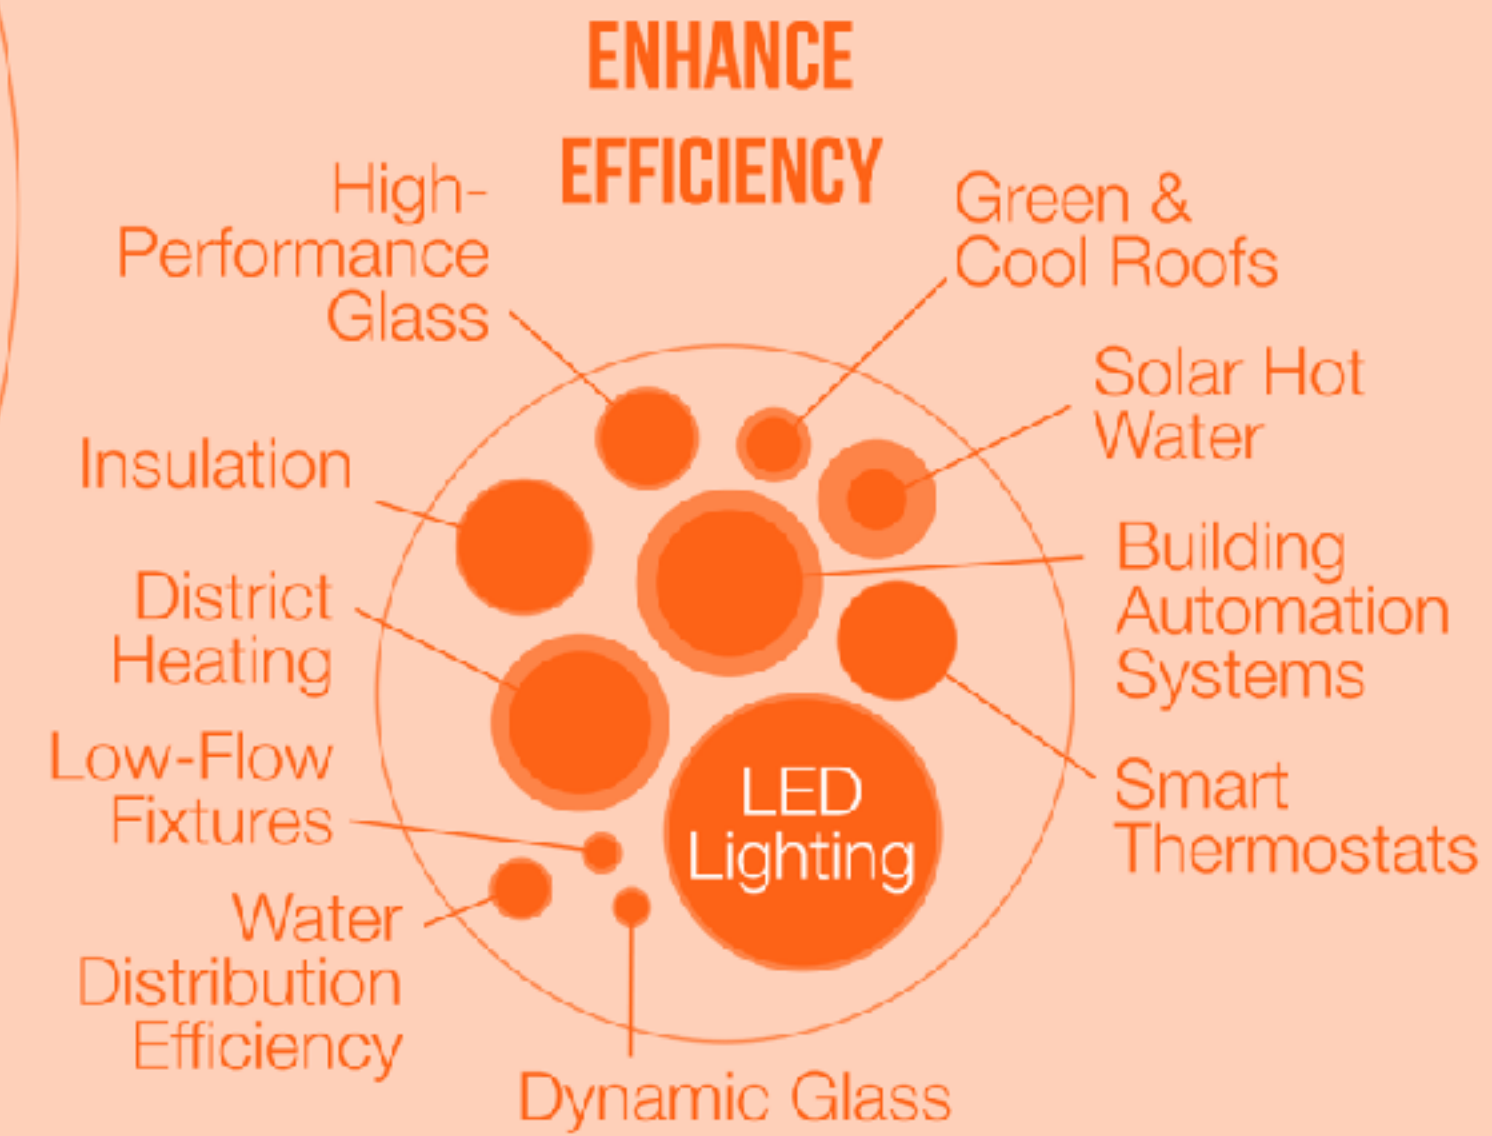 ENHANCE
EFFICIENCY
High-
Performance
Glass
Green &
Cool Roofs
Solar Hot
Water
Insulation
Building
Automation
Systems
District
Heating
Low-Flow
Fixtures
LED
Lighting
Smart
Thermostats
Water
Distribution
Efficiency
Dynamic Glass